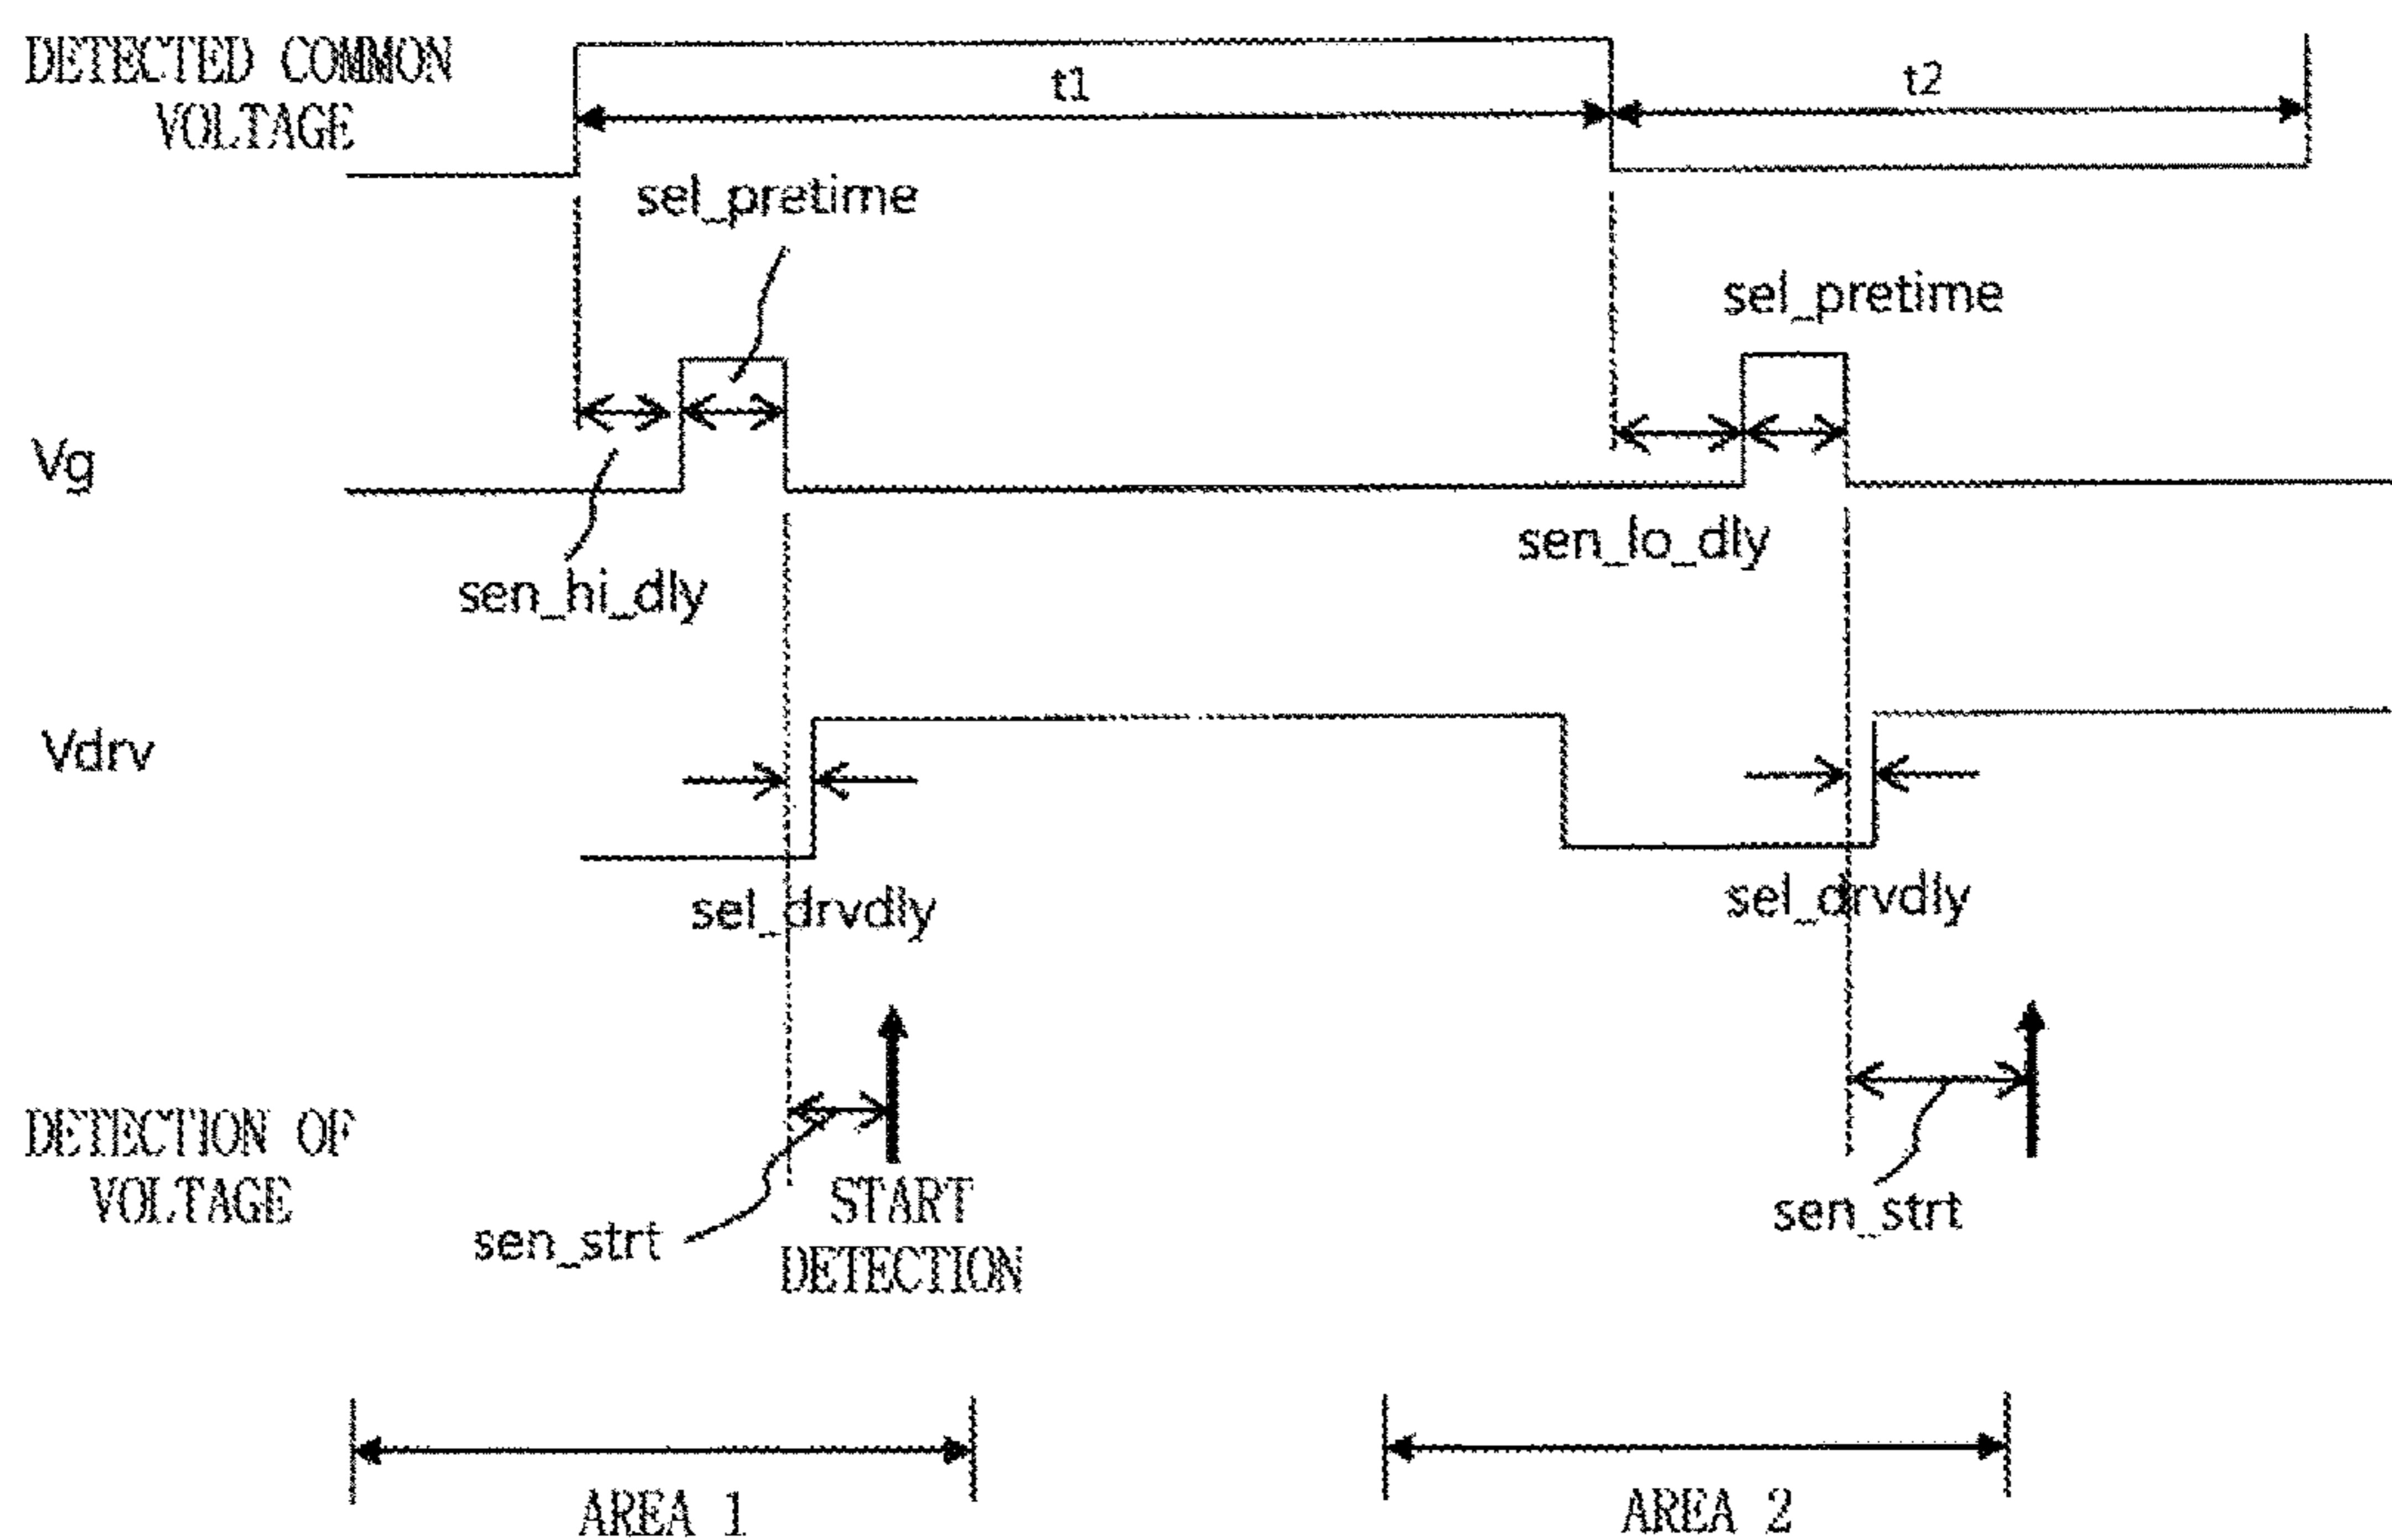 DETECTED COMMON
VOLTAGE
t1
t2
sel_pretime
sel_pretime
Vg
sen_hi_dly
sen_lo_dly
Vdrv
sel_drvdly
sel_drvdly
DETECTION OF
VOLTAGE
sen_strt
START
DETECTION
sen_strt
AREA 1
AREA 2